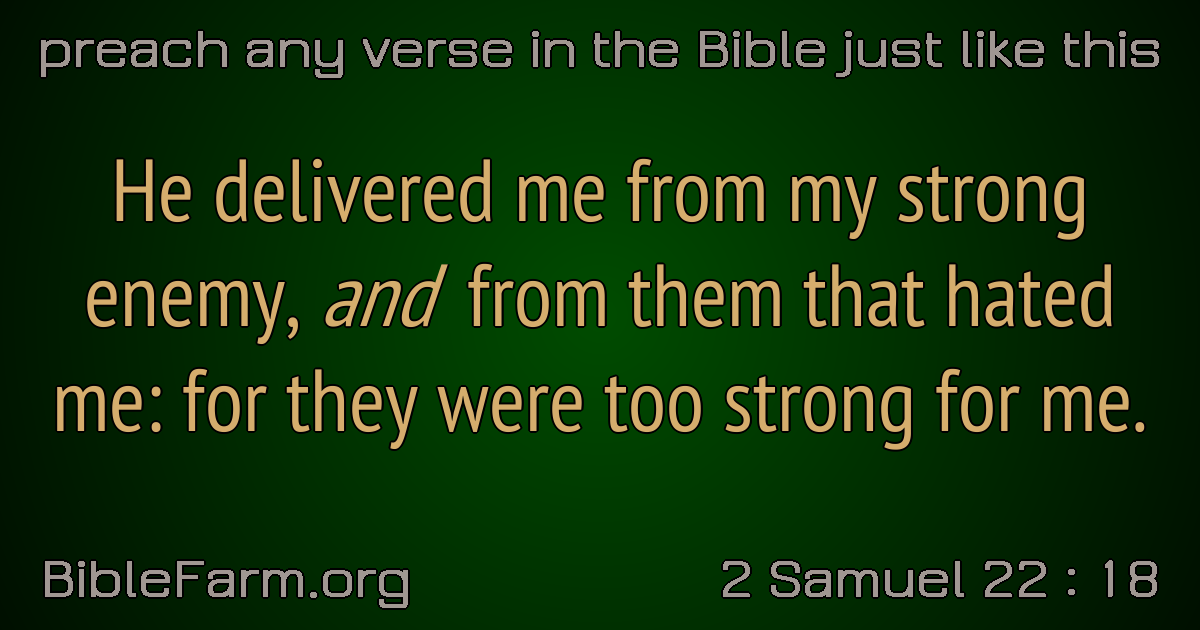 preach any verse in the Bible just like this
He delivered me from my strong
enemy, and from them that hated
me: for they were too strong for me.
BibleFarm.org
2 Samuel 22 : 18